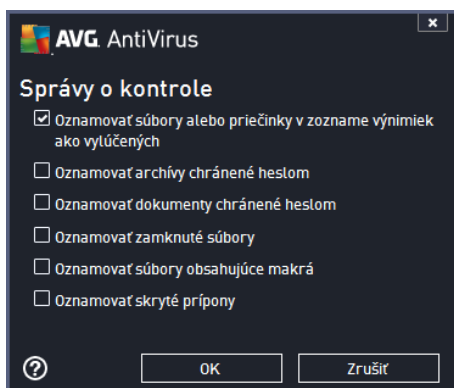 AVG AntiVirus
Správy o kontrole
Oznamovať súbory alebo priečinky v zozname výnimiek
ako vylúčených
Oznamovať archívy chránené heslom
Oznamovať dokumenty chránené heslom
Oznamovať zamknuté súbory
Oznamovať súbory obsahujúce makrá
Oznamovať skryté prípony
OK
Zrušiť